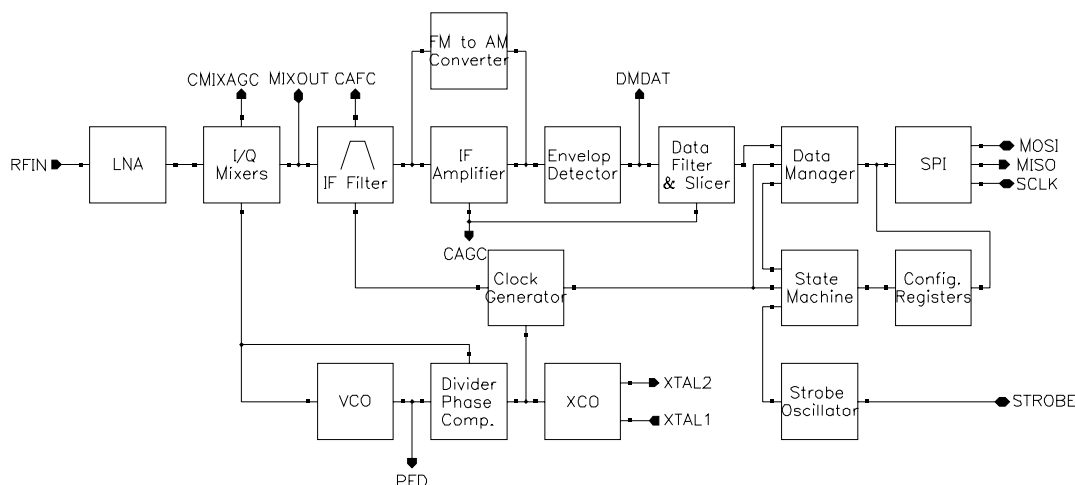 FM to AM
Converter
CMIXAGC
MIXOUT
CAFC
DMDAT
RFIN
LNA
I/Q
Mixers
IF Filter
IF
Amplifier
Envelop
Detector
Data
Filter
& Slicer
Data
Manager
SPI
MOSI
MISO
SCLK
CAGC
Clock
Generator
State
Machine
Config.
Registers
VCO
Divider
Phase
Comp.
XCO
XTAL2
XTAL1
Strobe
Oscillator
STROBE
PFD